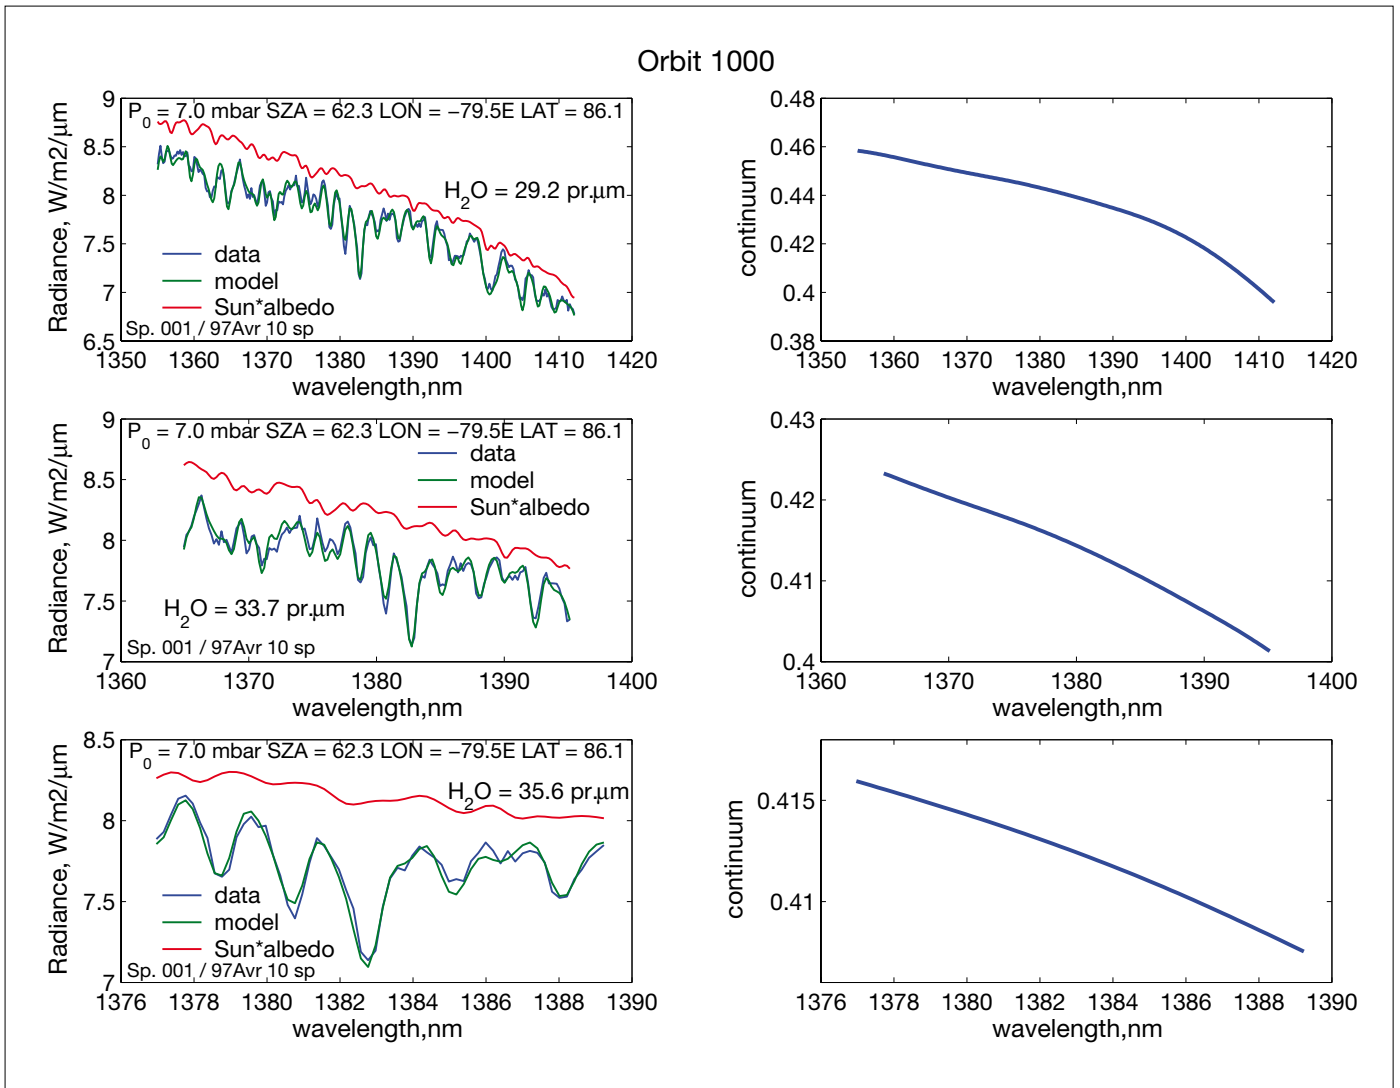 Orbit 1000
9
8.5
8
7.5
7
6.5
Radiance, W/m2/μm
P0 = 7.0 mbar SZA = 62.3 LON = −79.5E LAT = 86.1
H2O = 29.2 pr.μm
data
model
Sun*albedo
Sp. 001 / 97Avr 10 sp
1350 1360 1370 1380 1390 1400 1410 1420
wavelength,nm
0.48
0.46
0.44
0.42
0.4
0.38
continuum
1350 1360 1370 1380 1390 1400 1410 1420
wavelength,nm
9
8.5
8
7.5
7
Radiance, W/m2/μm
P0 = 7.0 mbar SZA = 62.3 LON = −79.5E LAT = 86.1
data
model
Sun*albedo
H2O = 33.7 pr.μm
Sp. 001 / 97Avr 10 sp
1360 1370 1380 1390 1400
wavelength,nm
0.43
0.42
0.41
0.4
continuum
1360 1370 1380 1390 1400
wavelength,nm
8.5
8
7.5
7
Radiance, W/m2/μm
P0 = 7.0 mbar SZA = 62.3 LON = −79.5E LAT = 86.1
H2O = 35.6 pr.μm
data
model
Sun*albedo
Sp. 001 / 97Avr 10 sp
1376 1378 1380 1382 1384 1386 1388 1390
wavelength,nm
0.415
0.41
continuum
1376 1378 1380 1382 1384 1386 1388 1390
wavelength,nm